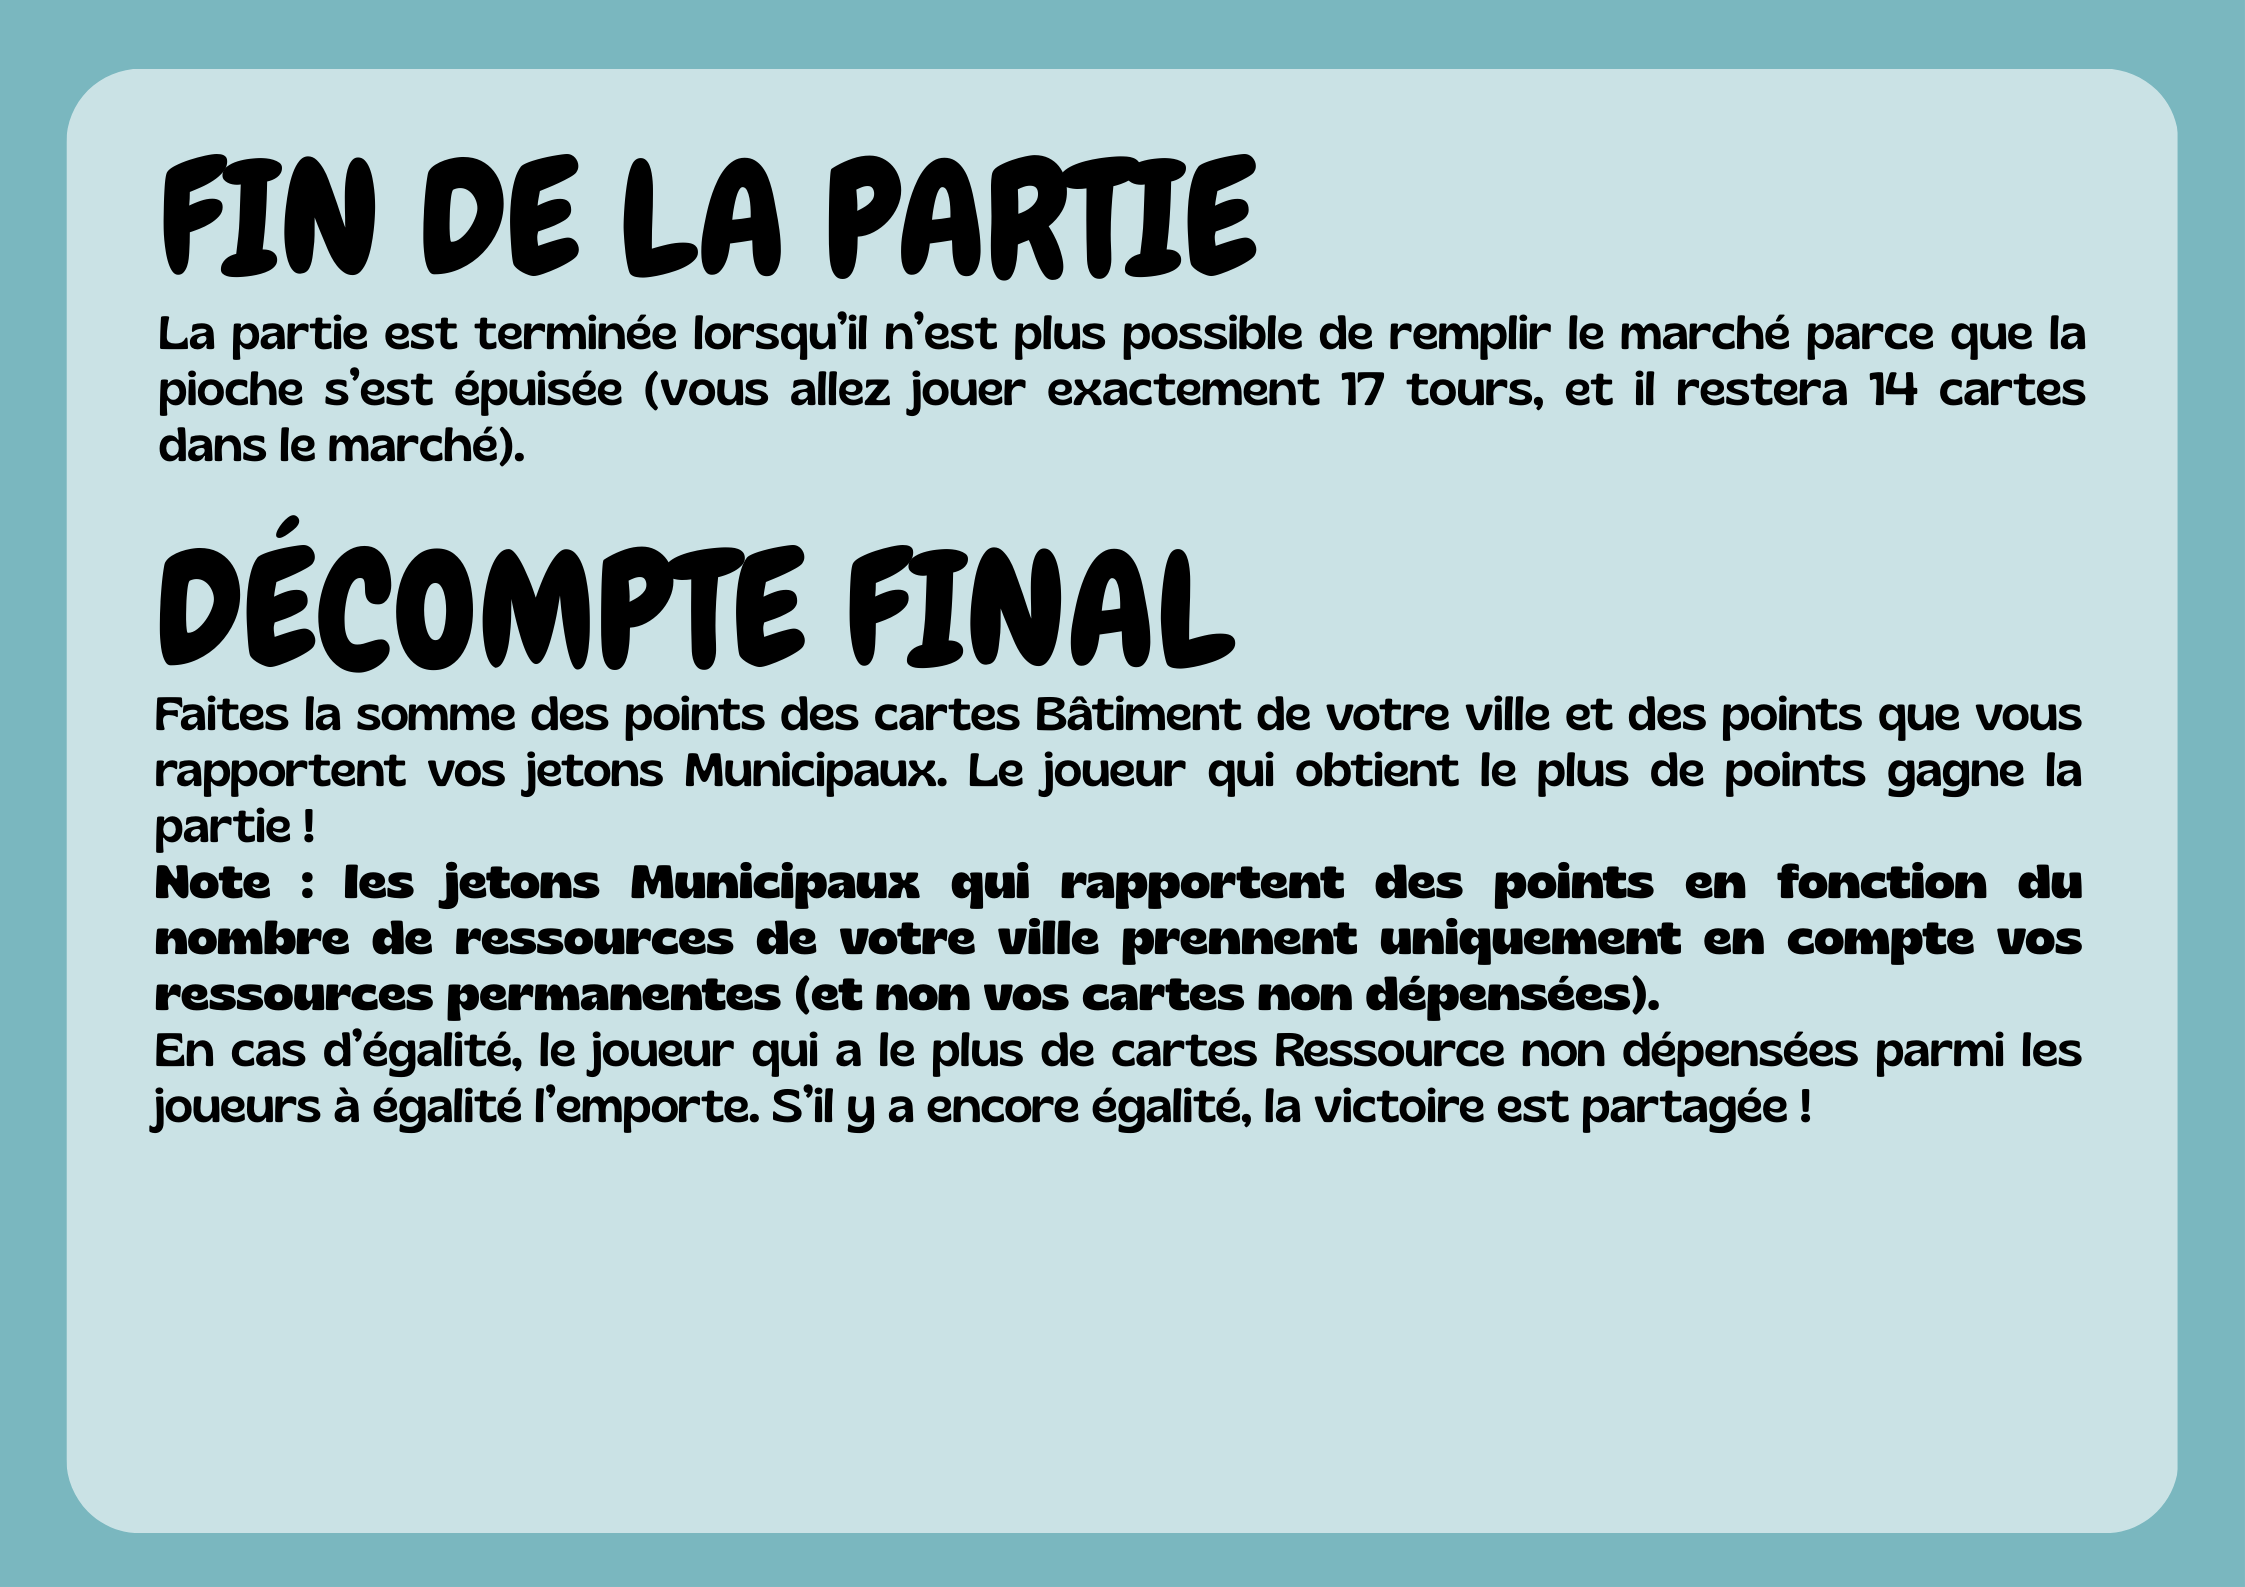 FIN DE LA PARTIE
La partie est terminée lorsqu’il n’est plus possible de remplir le marché parce que la
pioche s’est épuisée (vous allez jouer exactement 17 tours, et il restera 14 cartes
dans le marché).
DÉCOMPTE FINAL
Faites la somme des points des cartes Bâtiment de votre ville et des points que vous
rapportent vos jetons Municipaux. Le joueur qui obtient le plus de points gagne la
partie !
Note : les jetons Municipaux qui rapportent des points en fonction du
nombre de ressources de votre ville prennent uniquement en compte vos
ressources permanentes (et non vos cartes non dépensées).
En cas d’égalité, le joueur qui a le plus de cartes Ressource non dépensées parmi les
joueurs à égalité l’emporte. S’il y a encore égalité, la victoire est partagée !